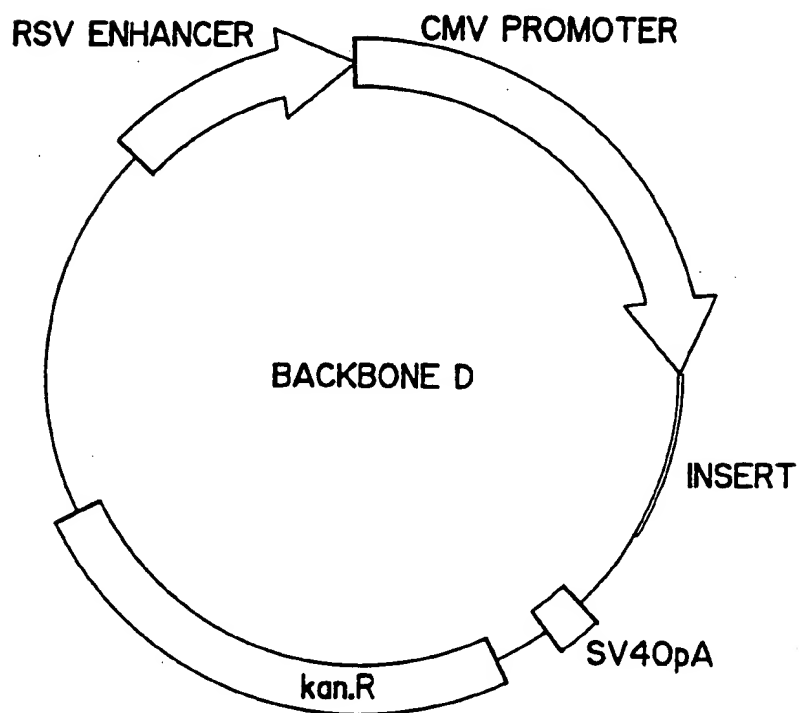 RSV ENHANCER
CMV PROMOTER
BACKBONE D
INSERT
SV40pA
kan.R